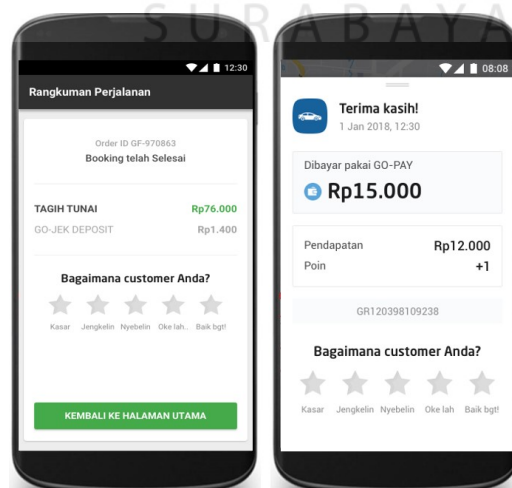 SURABAYA
12:30
Rangkuman Perjalanan
Order ID GF-970863
Booking telah Selesai
TAGIH TUNAI Rp76.000
GO-JEK DEPOSIT Rp1.400
Bagaimana customer Anda?
Kasar Jengkelin Nyebelin Oke lah.. Baik bgt!
KEMBALI KE HALAMAN UTAMA
08:08
Terima kasih!
1 Jan 2018, 12:30
Dibayar pakai GO-PAY
Rp15.000
Pendapatan Rp12.000
Poin +1
GR120398109238
Bagaimana customer Anda?
Kasar Jengkelin Nyebelin Oke lah Baik bgt!